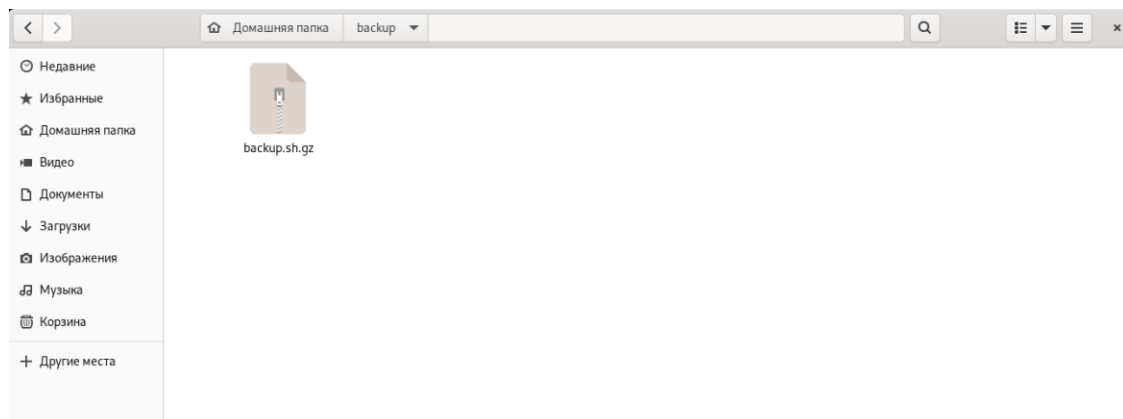 Домашняя папка
backup
Недавние
Избранные
Домашняя папка
Видео
Документы
Загрузки
Изображения
Музыка
Корзина
Другие места
backup.sh.gz